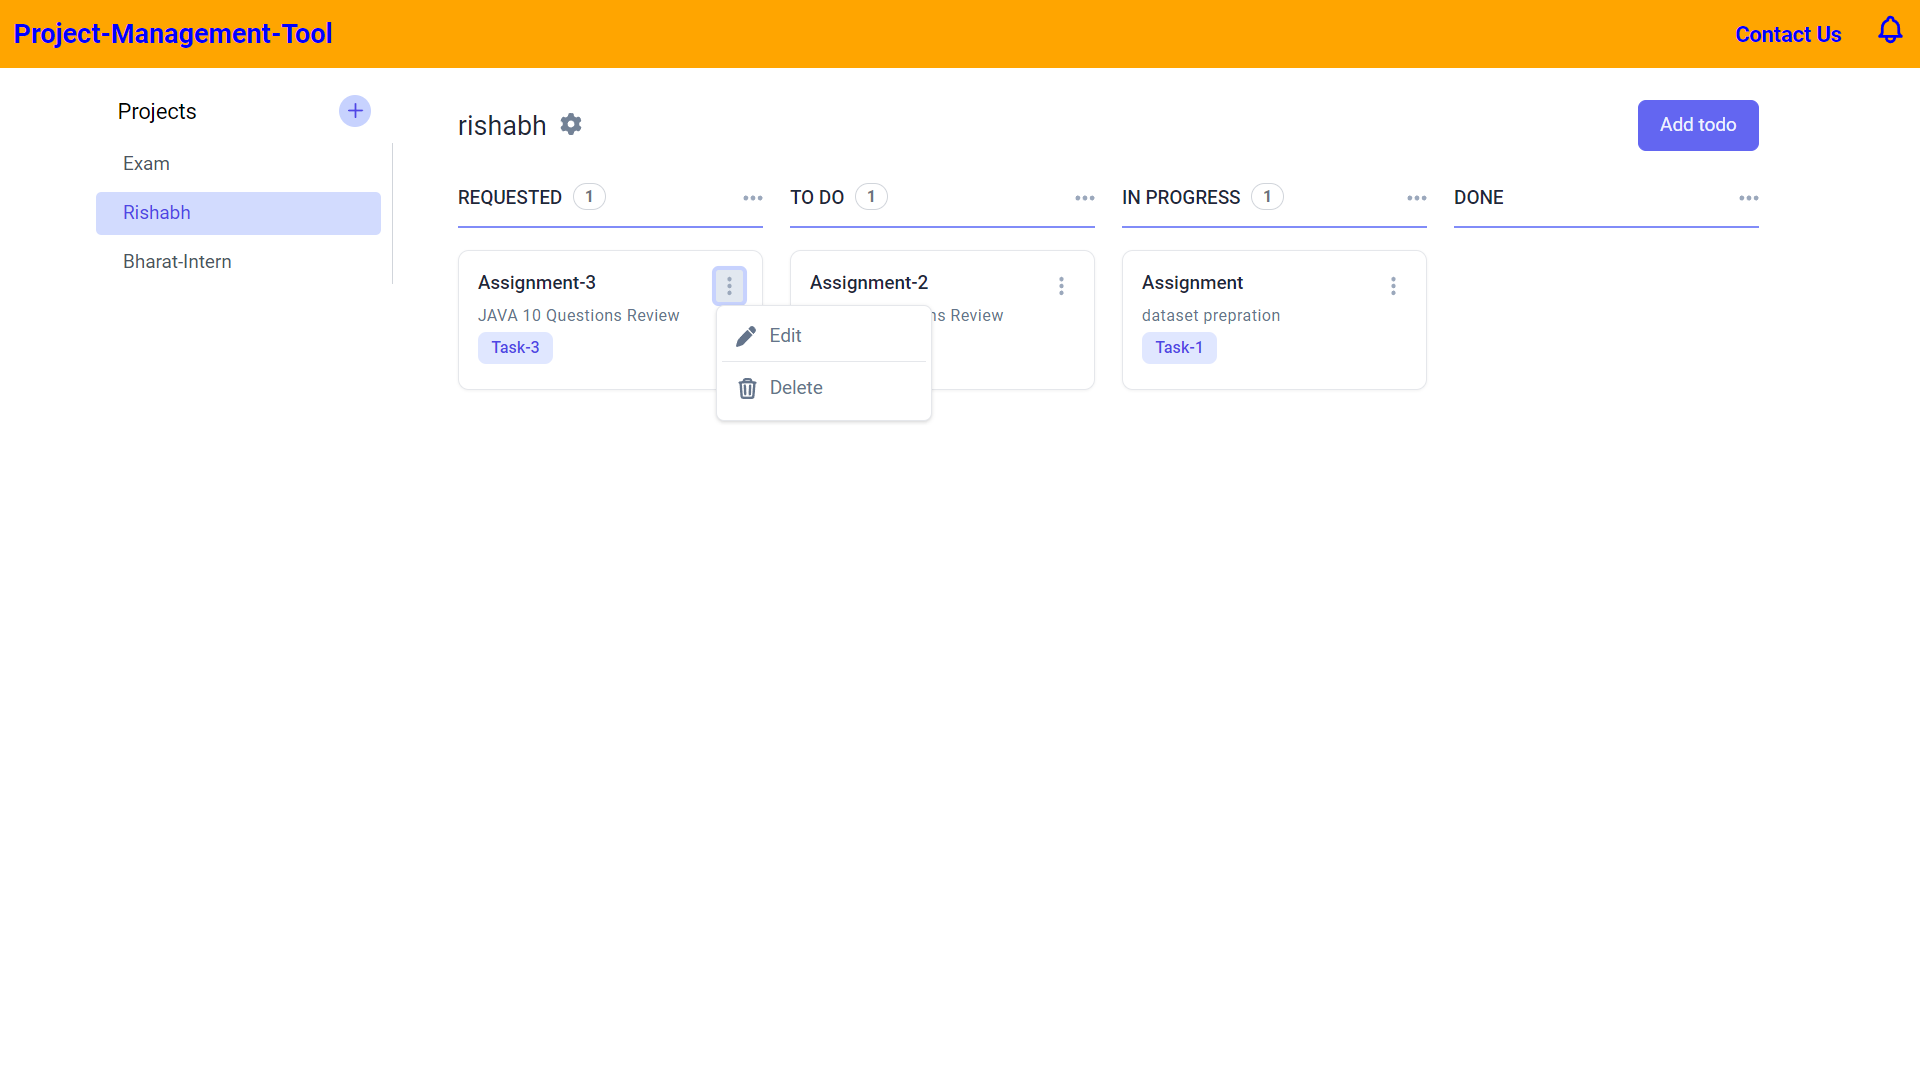 Project-Management-Tool
Contact Us
Projects
Exam
Rishabh
Bharat-Intern
rishabh
Add todo
REQUESTED 1
TO DO 1
IN PROGRESS 1
DONE
Assignment-3
JAVA 10 Questions Review
Task-3
Edit
Delete
Assignment-2
Review
Assignment
dataset prepration
Task-1